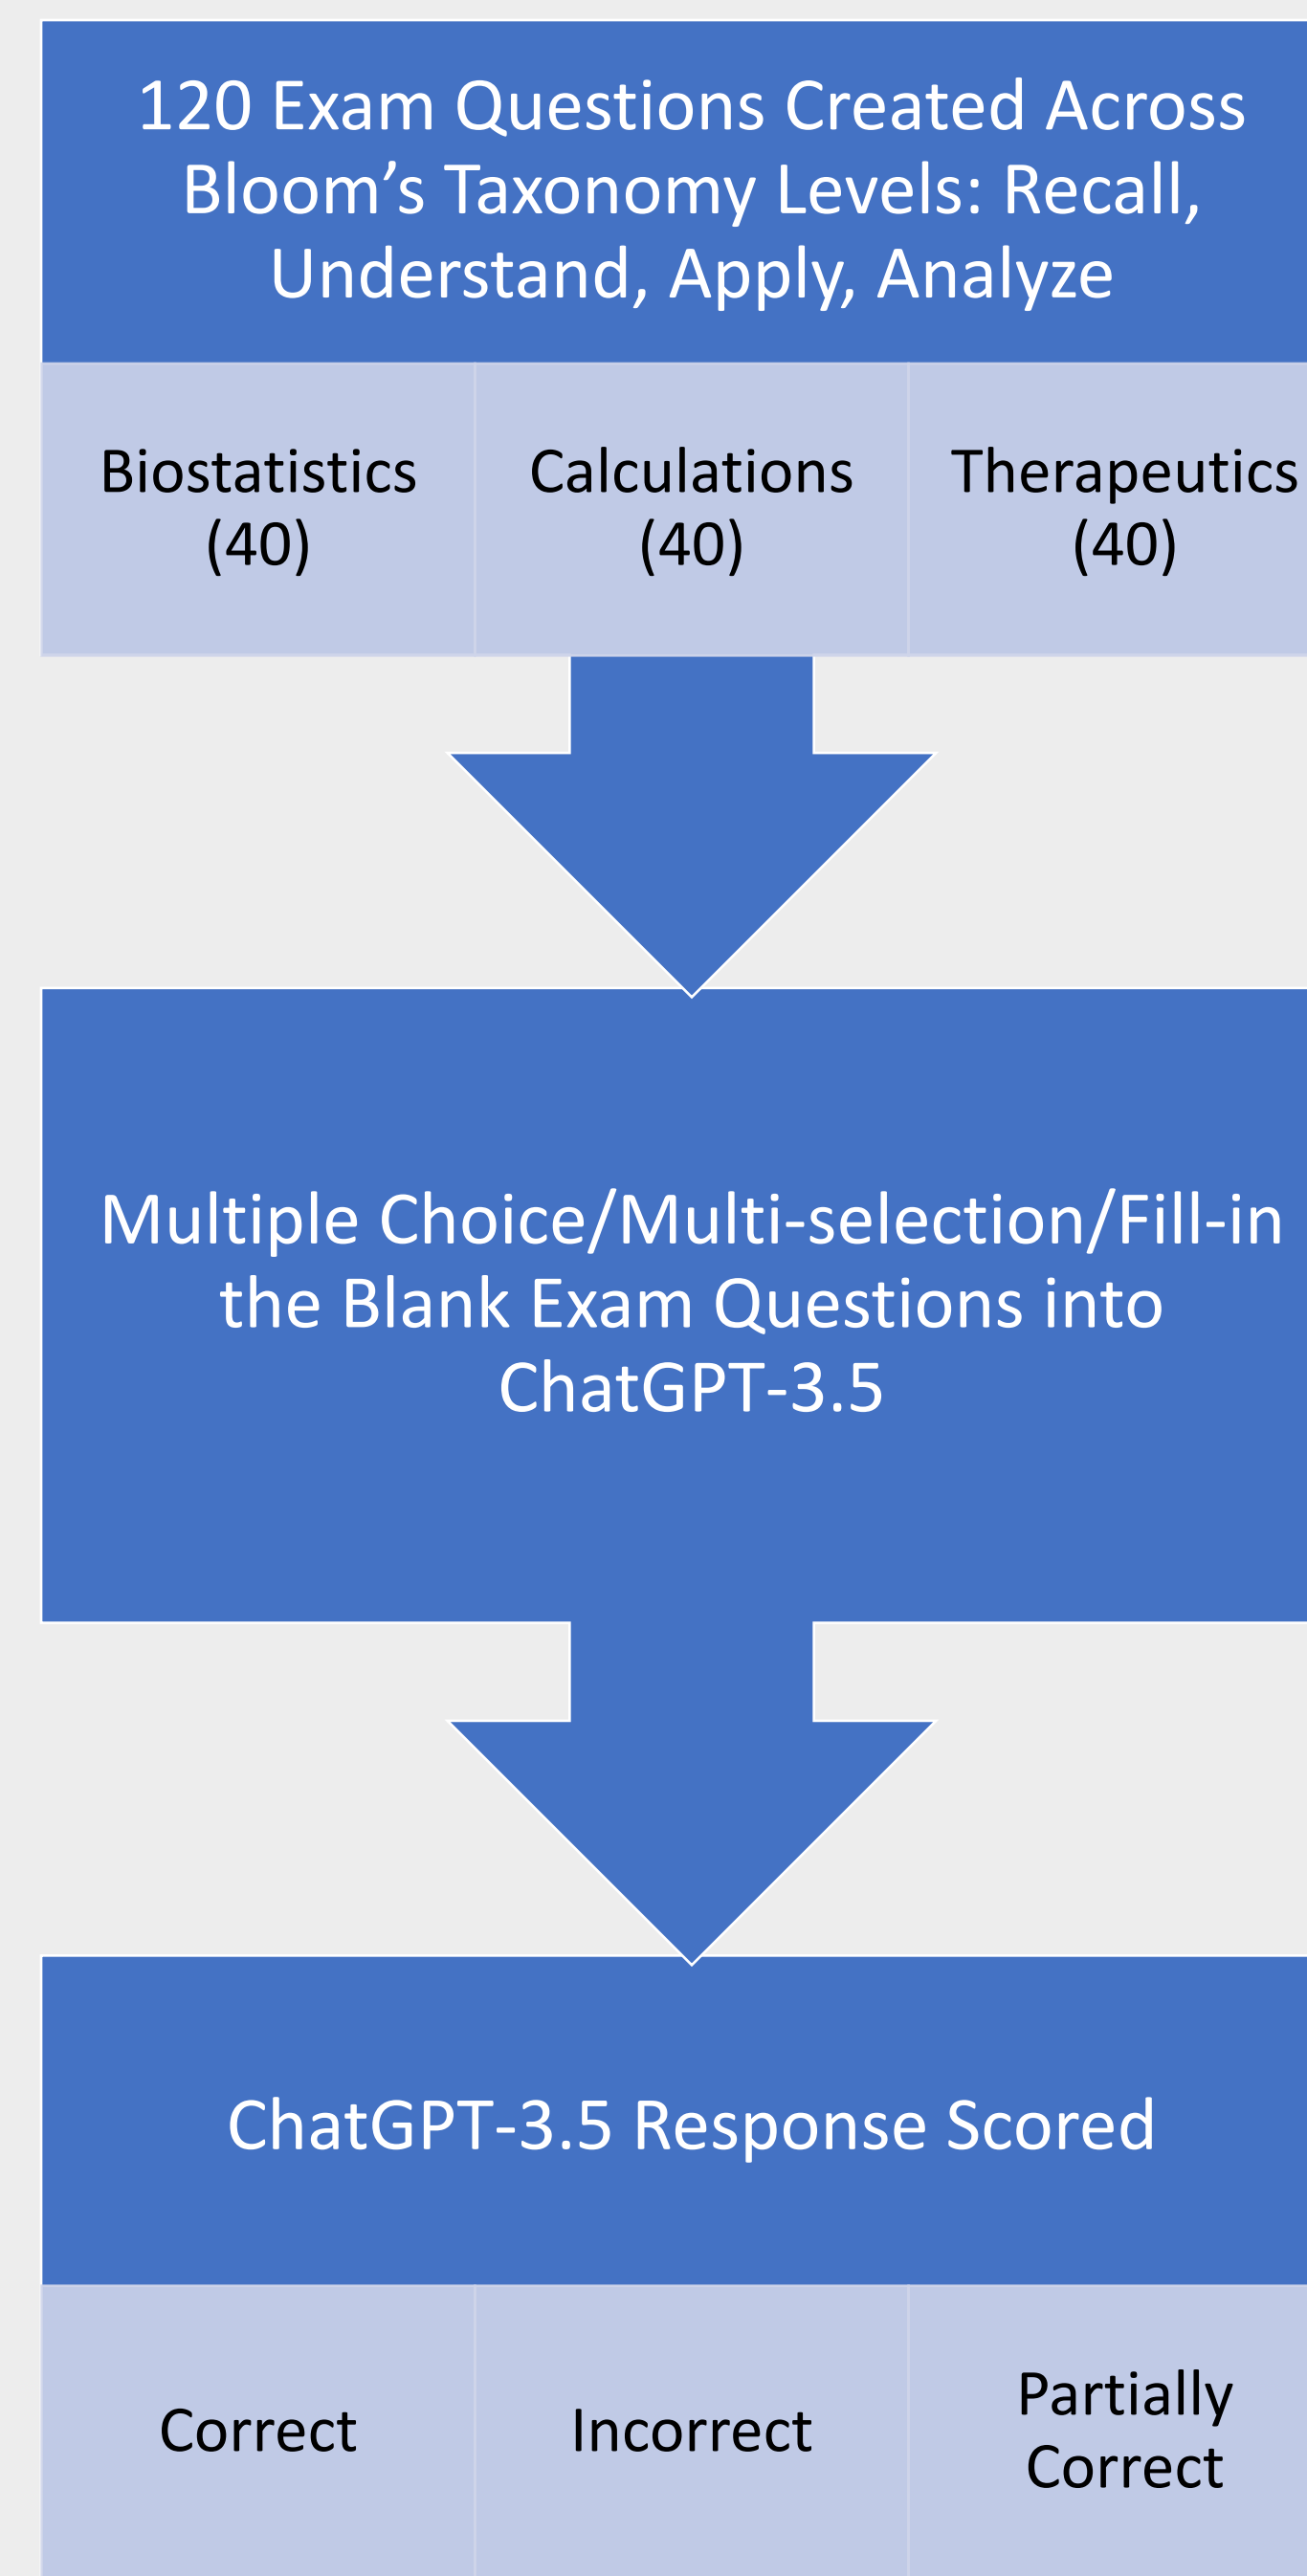 120 Exam Questions Created Across
Bloom’s Taxonomy Levels: Recall,
Understand, Apply, Analyze
Biostatistics
(40)
Calculations
(40)
Therapeutics
(40)
Multiple Choice/Multi-selection/Fill-in
the Blank Exam Questions into
ChatGPT-3.5
ChatGPT-3.5 Response Scored
Correct
Incorrect
Partially
Correct